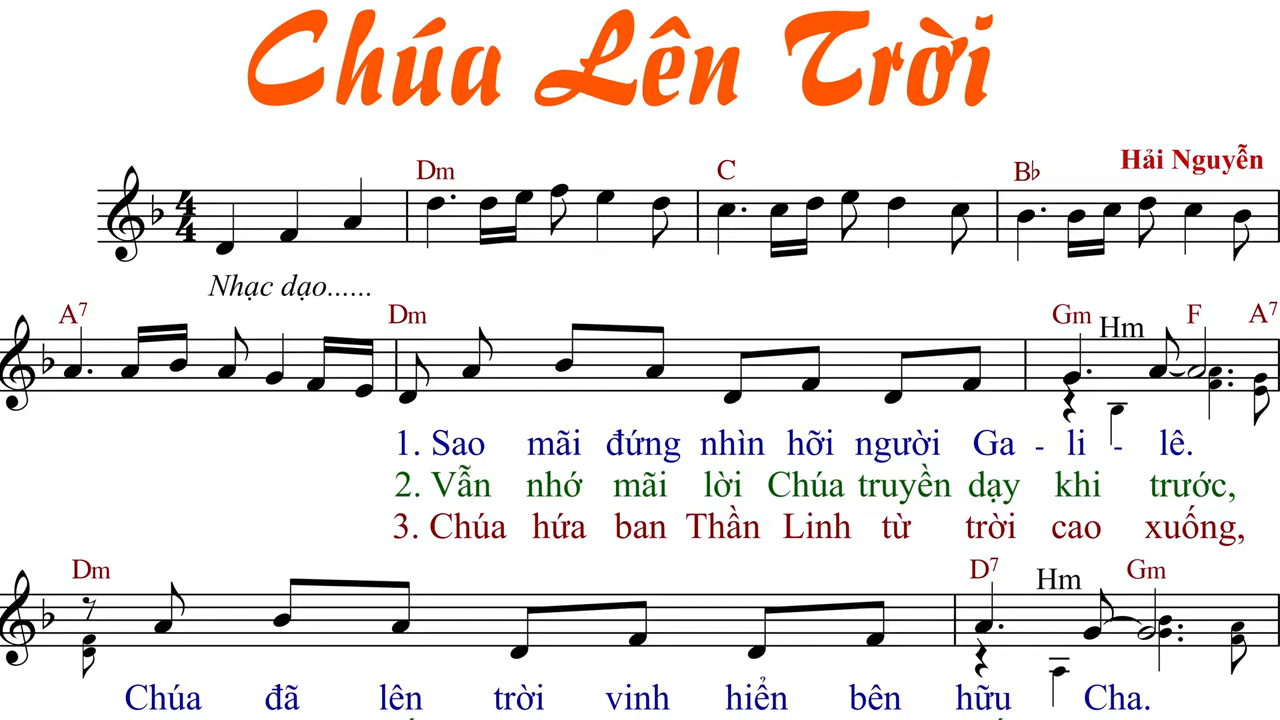 Chúa Lên Trời
Hải Nguyễn
Dm C B♭
Nhạc dạo......
A7 Dm Gm Hm F A7
1. Sao mãi đứng nhìn hỡi người Ga - li - lê.
2. Vẫn nhớ mãi lời Chúa truyền dạy khi trước,
3. Chúa hứa ban Thần Linh từ trời cao xuống,
Dm D7 Hm Gm
Chúa đã lên trời vinh hiển bên hữu Cha.